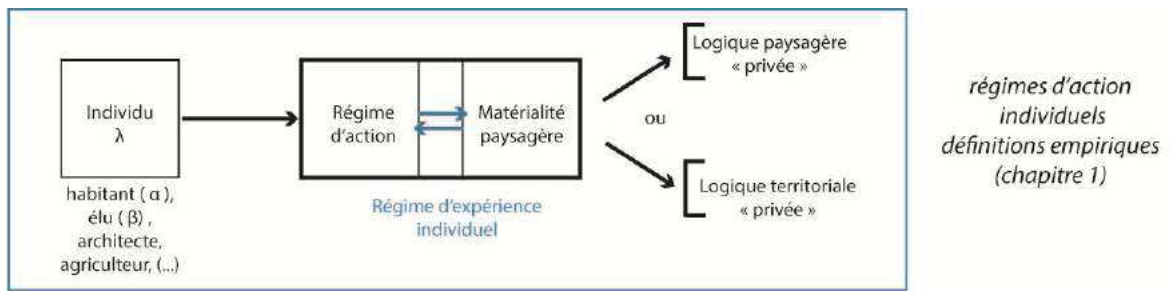 Individu
λ
habitant ( α ),
élu ( β ) ,
architecte,
agriculteur, (...)
Régime
d'action
Matérialité
paysagère
Régime d'expérience
individuel
Logique paysagère
« privée »
ou
Logique territoriale
« privée »
régimes d'action
individuels
définitions empiriques
(chapitre 1)